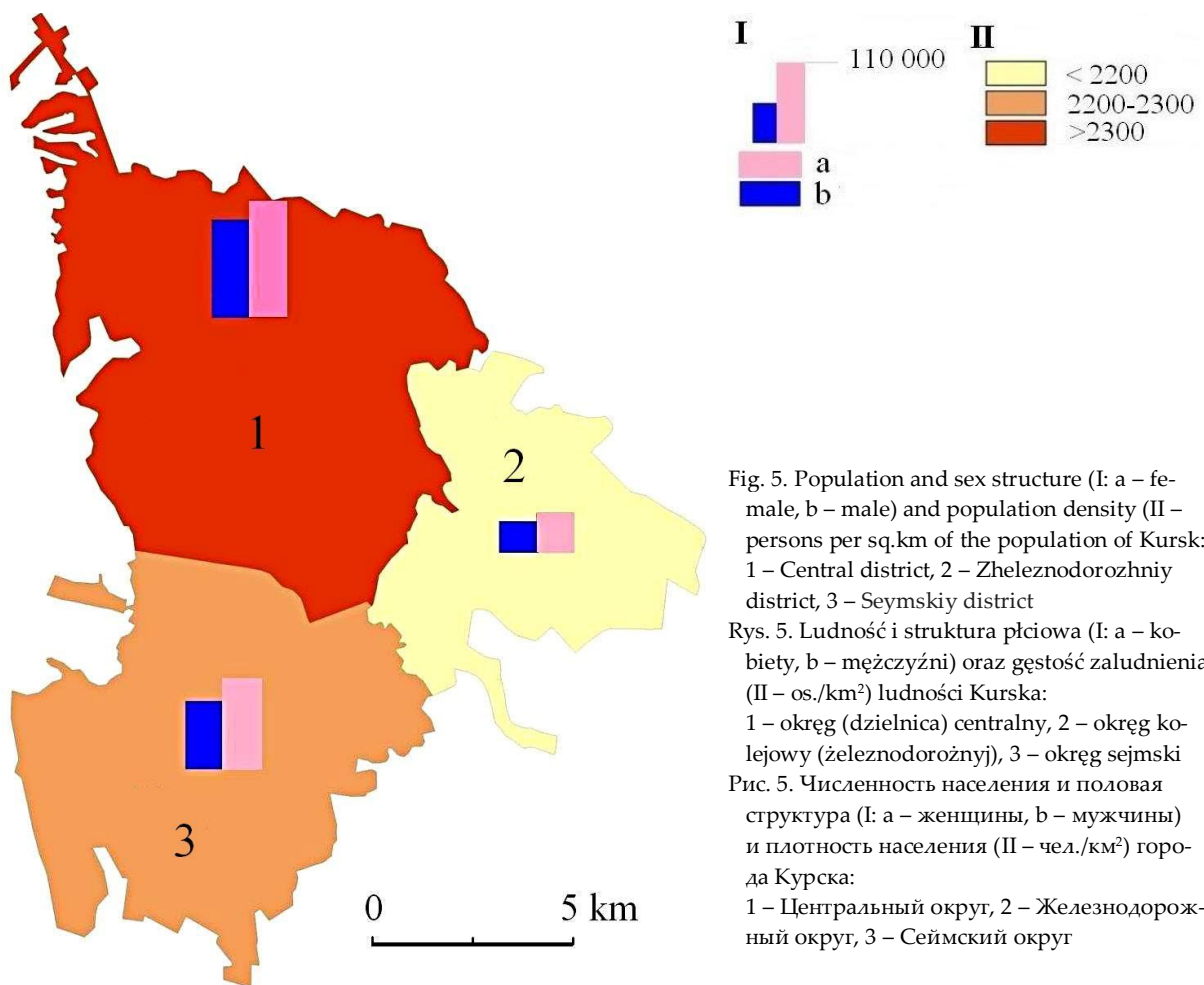 I
110 000
a
b
II
< 2200
2200-2300
>2300
1
2
3
0
5 km
Fig. 5. Population and sex structure (I: a – fe-
male, b – male) and population density (II –
persons per sq.km of the population of Kursk:
1 – Central district, 2 – Zheleznodorozhniy
district, 3 – Seymskiy district
Rys. 5. Ludność i struktura płciowa (I: a – ko-
biety, b – mężczyźni) oraz gęstość zaludnienia
(II – os./km²) ludności Kurska:
1 – okręg (dzielnica) centralny, 2 – okręg ko-
lejowy (żeleznodorożnyj), 3 – okręg sejmski
Рис. 5. Численность населения и половая
структура (I: a – женщины, b – мужчины)
и плотность населения (II – чел./км²) горо-
да Курска:
1 – Центральный округ, 2 – Железнодорож-
ный округ, 3 – Сеймский округ